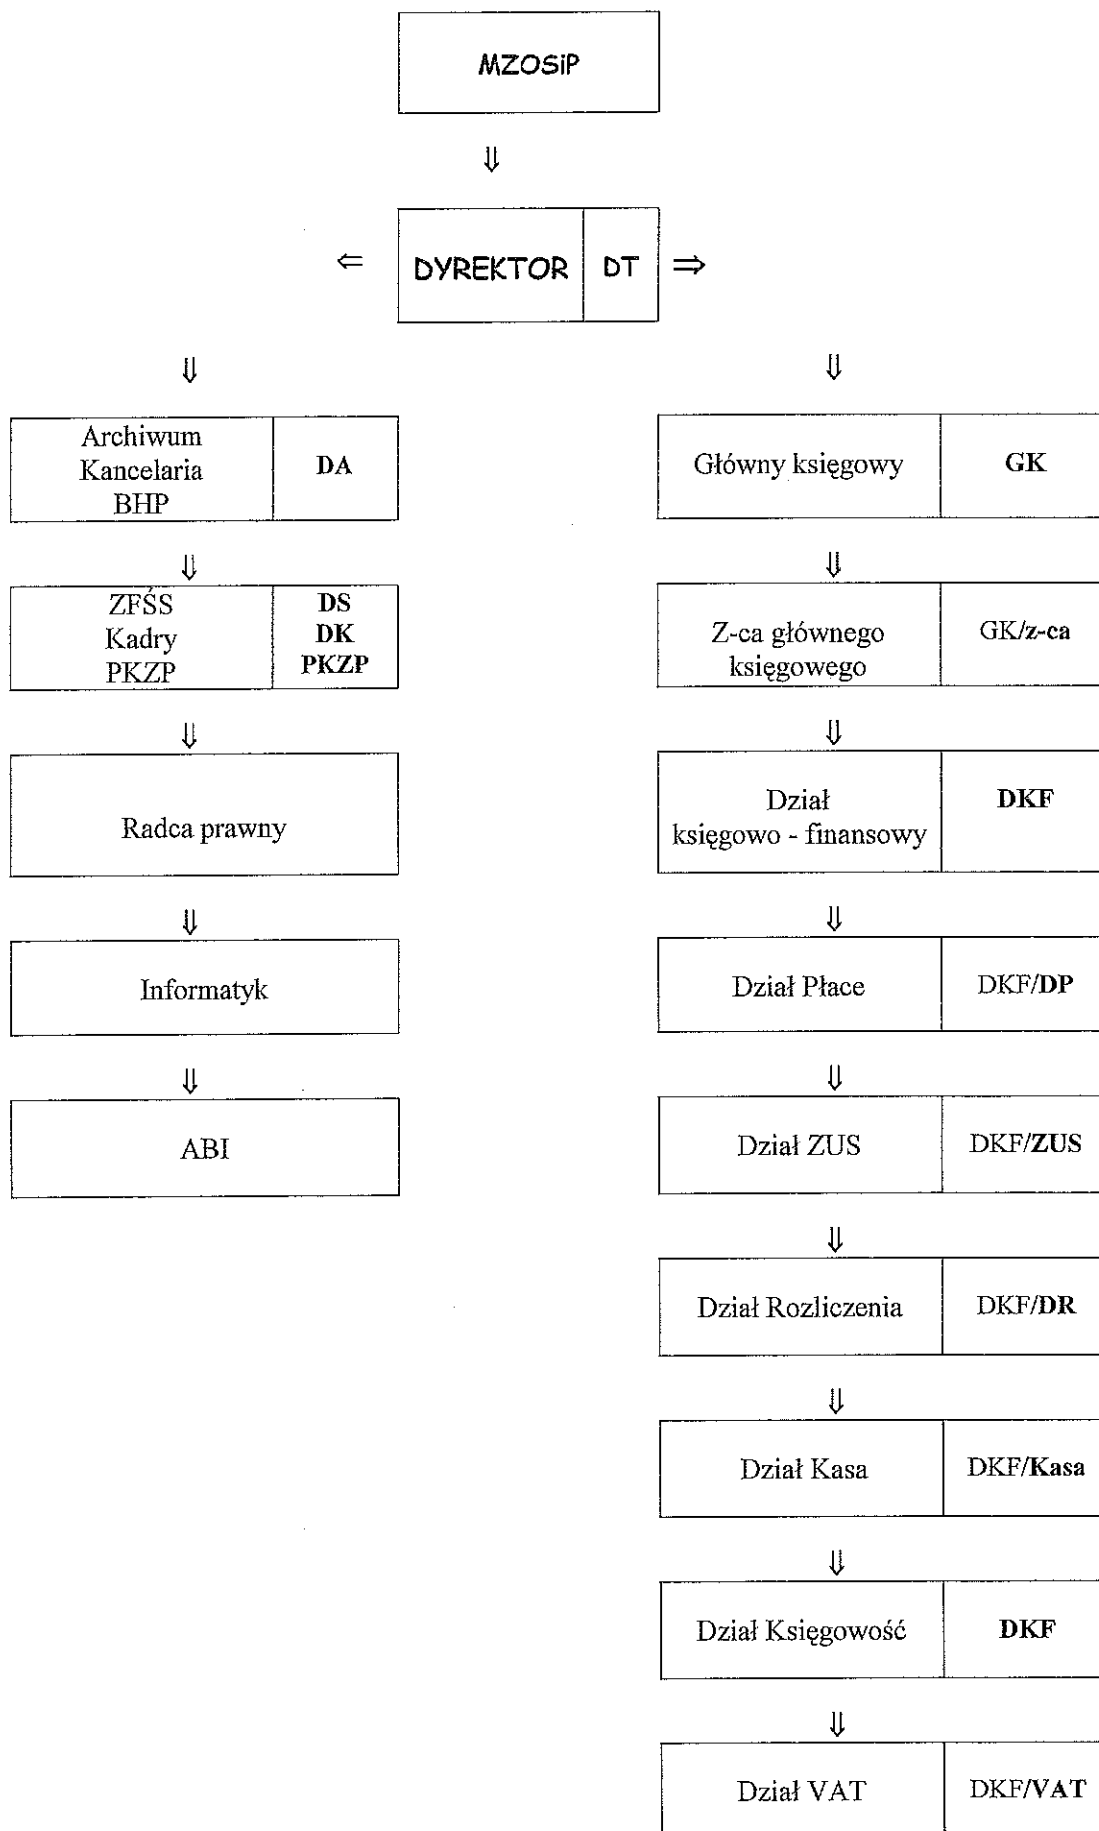 MZOSiP
⇓
⇐ DYREKTOR DT ⇒
⇓
Archiwum
Kancelaria
BHP
DA
⇓
ZFŚS
Kadry
PKZP
DS
DK
PKZP
⇓
Radca prawny
⇓
Informatyk
⇓
ABI
⇓
Główny księgowy GK
⇓
Z-ca głównego
księgowego
GK/z-ca
⇓
Dział
księgowo - finansowy
DKF
⇓
Dział Płace DKF/DP
⇓
Dział ZUS DKF/ZUS
⇓
Dział Rozliczenia DKF/DR
⇓
Dział Kasa DKF/Kasa
⇓
Dział Księgowość DKF
⇓
Dział VAT DKF/VAT